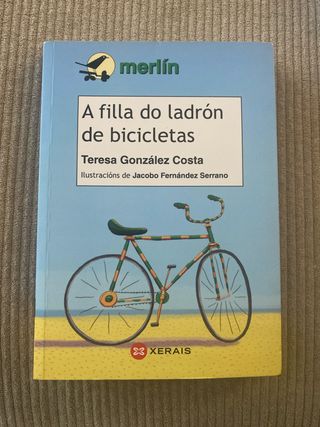 merlín
A filla do ladrón
de bicicletas
Teresa González Costa
Ilustracións de Jacobo Fernández Serrano
XERAIS